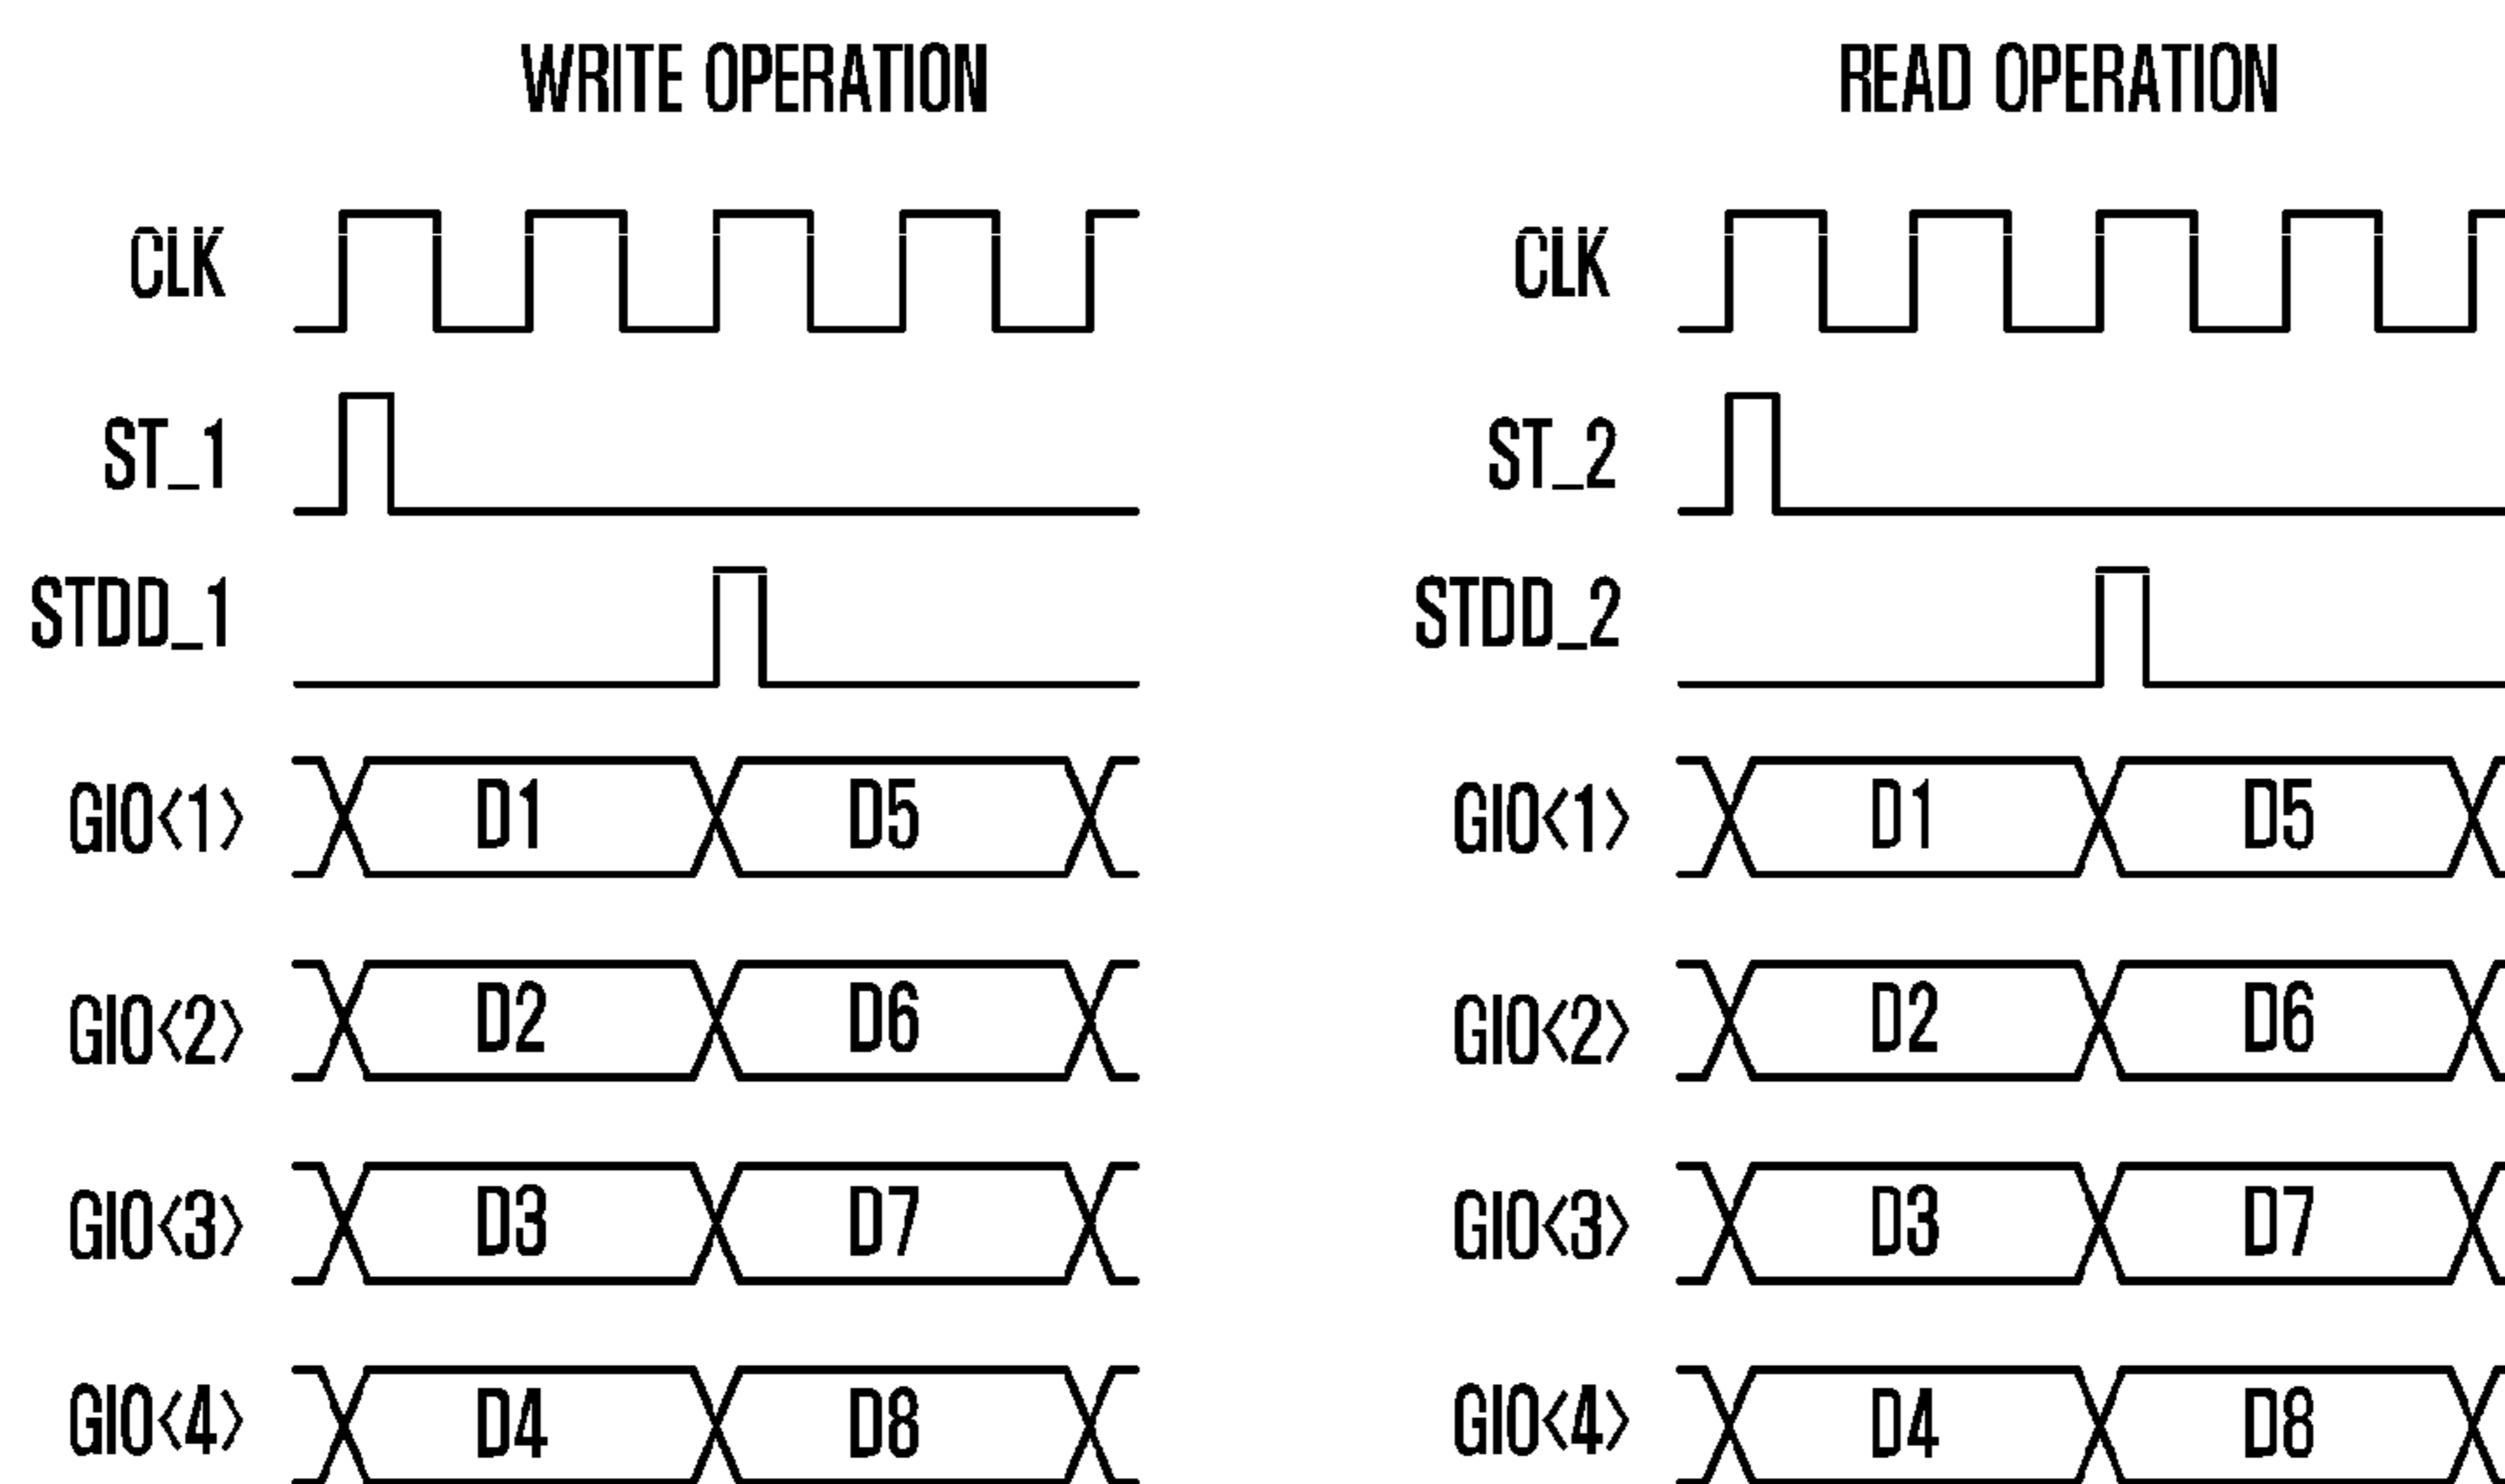 WRITE OPERATION
CLK
ST_1
STDD_1
GIO<1> D1 D5
GIO<2> D2 D6
GIO<3> D3 D7
GIO<4> D4 D8
READ OPERATION
CLK
ST_2
STDD_2
GIO<1> D1 D5
GIO<2> D2 D6
GIO<3> D3 D7
GIO<4> D4 D8